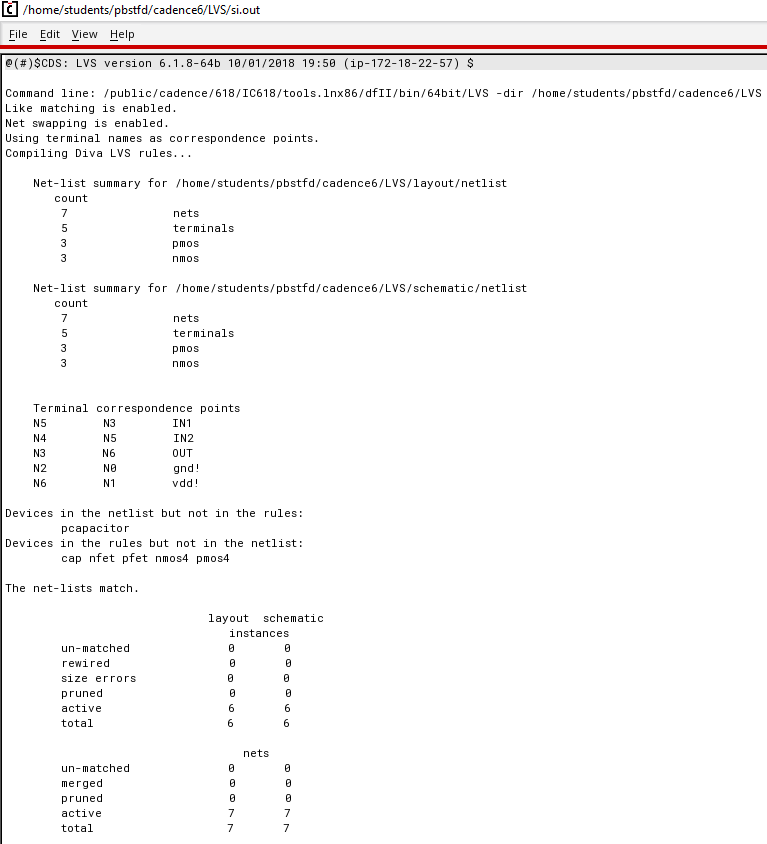 /home/students/pbstfd/cadence6/LVS/si.out
File Edit View Help
@(#)$CDS: LVS version 6.1.8-64b 10/01/2018 19:50 (ip-172-18-22-57) $
Command line: /public/cadence/618/IC618/tools.lnx86/dfII/bin/64bit/LVS -dir /home/students/pbstfd/cadence6/LVS
Like matching is enabled.
Net swapping is enabled.
Using terminal names as correspondence points.
Compiling Diva LVS rules...
Net-list summary for /home/students/pbstfd/cadence6/LVS/layout/netlist
count
7 nets
5 terminals
3 pmos
3 nmos
Net-list summary for /home/students/pbstfd/cadence6/LVS/schematic/netlist
count
7 nets
5 terminals
3 pmos
3 nmos
Terminal correspondence points
N5 N3 IN1
N4 N5 IN2
N3 N6 OUT
N2 N0 gnd!
N6 N1 vdd!
Devices in the netlist but not in the rules:
pcapacitor
Devices in the rules but not in the netlist:
cap nfet pfet nmos4 pmos4
The net-lists match.
layout schematic
instances
un-matched 0 0
rewired 0 0
size errors 0 0
pruned 0 0
active 6 6
total 6 6
nets
un-matched 0 0
merged 0 0
pruned 0 0
active 7 7
total 7 7